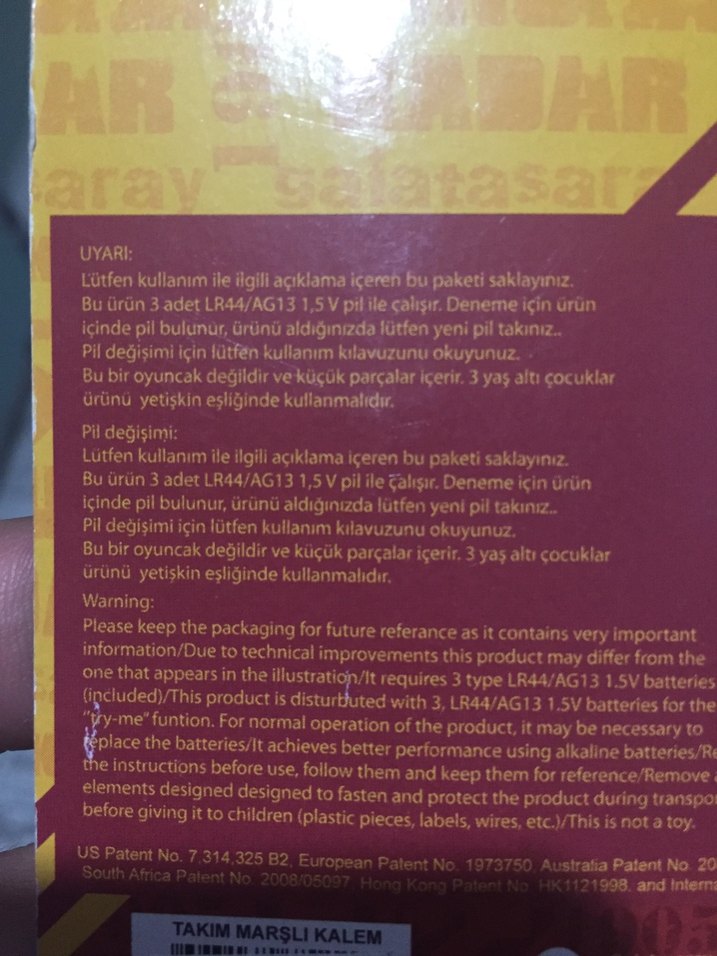 ADAR
AR
aray galatasara
UYARI:
Lütfen kullanım ile ilgili açıklama içeren bu paketi saklayınız.
Bu ürün 3 adet LR44/AG13 1,5 V pil ile çalışır. Deneme için ürün
içinde pil bulunur, ürünü aldığınızda lütfen yeni pil takınız..
Pil değişimi için lütfen kullanım kılavuzunu okuyunuz.
Bu bir oyuncak değildir ve küçük parçalar içerir. 3 yaş altı çocuklar
ürünü yetişkin eşliğinde kullanmalıdır.
Pil değişimi:
Lütfen kullanım ile ilgili açıklama içeren bu paketi saklayınız.
Bu ürün 3 adet LR44/AG13 1,5 V pil ile çalışır. Deneme için ürün
içinde pil bulunur, ürünü aldığınızda lütfen yeni pil takınız..
Pil değişimi için lütfen kullanım kılavuzunu okuyunuz.
Bu bir oyuncak değildir ve küçük parçalar içerir. 3 yaş altı çocuklar
ürünü yetişkin eşliğinde kullanmalıdır.
Warning:
Please keep the packaging for future referance as it contains very important
information/Due to technical improvements this product may differ from the
one that appears in the illustration/It requires 3 type LR44/AG13 1.5V batteries
(included)/This product is disturbuted with 3, LR44/AG13 1.5V batteries for the
"try-me" funtion. For normal operation of the product, it may be necessary to
replace the batteries/It achieves better performance using alkaline batteries/Re
the instructions before use, follow them and keep them for reference/Remove
elements designed designed to fasten and protect the product during transpo
before giving it to children (plastic pieces, labels, wires, etc.)/This is not a toy.
US Patent No. 7,314,325 B2, European Patent No. 1973750, Australia Patent No. 20
South Africa Patent No. 2008/05097, Hong Kong Patent No. HK1121998, and Interna
1905
TAKIM MARŞLI KALEM